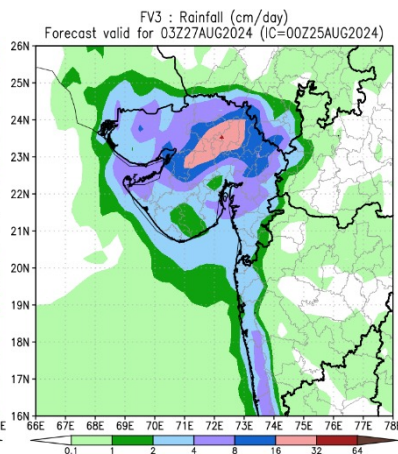 FV3 : Rainfall (cm/day)
Forecast valid for 03Z27AUG2024 (IC=00Z25AUG2024)
26N
25N
24N
23N
22N
21N
20N
19N
18N
17N
16N
E 66E 67E 68E 69E 70E 71E 72E 73E 74E 75E 76E 77E 78E
0.1 1 2 4 8 16 32 64